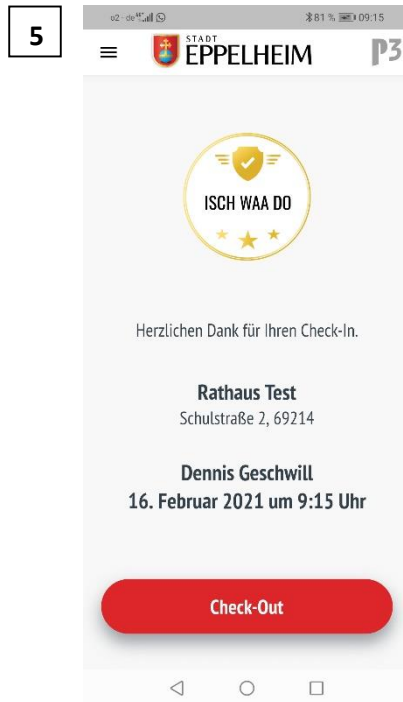 5
o2 - de
81 % 09:15
STADT
EPPELHEIM
P3
ISCH WAA DO
Herzlichen Dank für Ihren Check-In.
Rathaus Test
Schulstraße 2, 69214
Dennis Geschwill
16. Februar 2021 um 9:15 Uhr
Check-Out